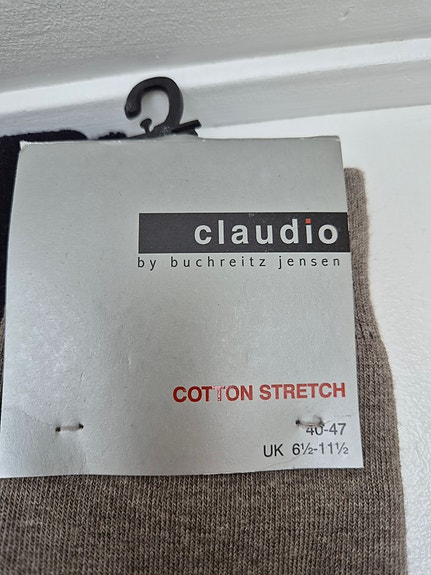 claudio
by buchreitz jensen
COTTON STRETCH
40-47
UK 6½-11½